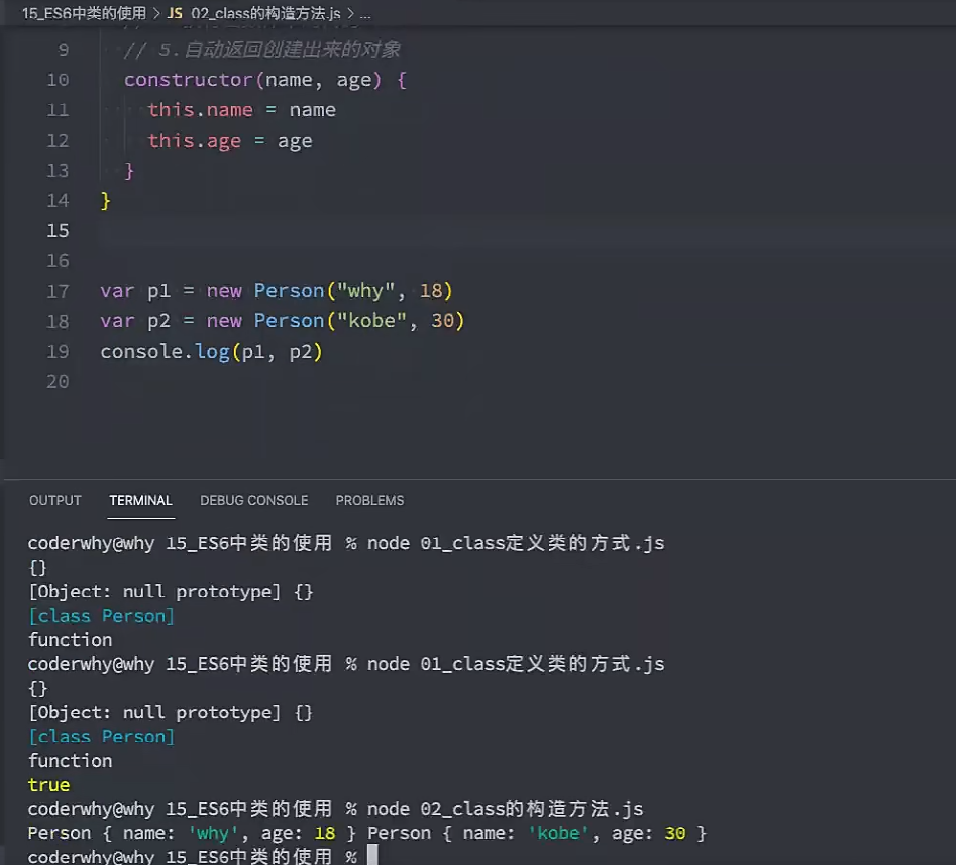 15_ES6中类的使用 > JS 02_class的构造方法.js > ...
9 // 5.自动返回创建出来的对象
10 constructor(name, age) {
11 this.name = name
12 this.age = age
13 }
14 }
15
16
17 var p1 = new Person("why", 18)
18 var p2 = new Person("kobe", 30)
19 console.log(p1, p2)
20
OUTPUT TERMINAL DEBUG CONSOLE PROBLEMS
coderwhy@why 15_ES6中类的使用 % node 01_class定义类的方式.js
{}
[Object: null prototype] {}
[class Person]
function
coderwhy@why 15_ES6中类的使用 % node 01_class定义类的方式.js
{}
[Object: null prototype] {}
[class Person]
function
true
coderwhy@why 15_ES6中类的使用 % node 02_class的构造方法.js
Person { name: 'why', age: 18 } Person { name: 'kobe', age: 30 }
coderwhy@why 15_ES6中类的使用 %